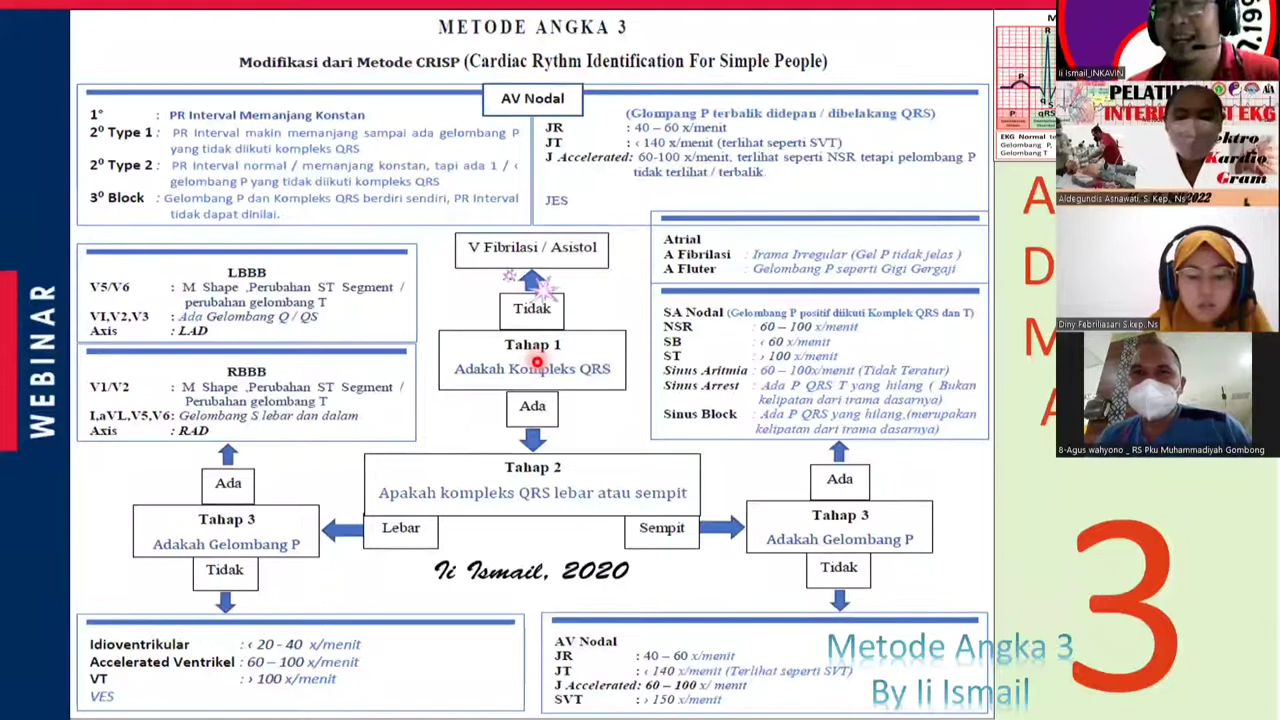 METODE ANGKA 3
Modifikasi dari Metode CRISP (Cardiac Rythm Identification For Simple People)
AV Nodal
1° : PR Interval Memanjang Konstan
2⁰ Type 1 : PR Interval makin memanjang sampai ada gelombang P
yang tidak diikuti kompleks QRS
2⁰ Type 2 : PR Interval normal / memanjang konstan, tapi ada 1 / ‹
gelombang P yang tidak diikuti kompleks QRS
3⁰ Block : Gelombang P dan Kompleks QRS berdiri sendiri, PR Interval
tidak dapat dinilai.
(Glompang P terbalik didepan / dibelakang QRS)
JR : 40 – 60 x/menit
JT : ‹ 140 x/menit (terlihat seperti SVT)
J Accelerated: 60-100 x/menit, terlihat seperti NSR tetapi pelombang P
tidak terlihat / terbalik
JES
V Fibrilasi / Asistol
Tidak
Tahap 1
Adakah Kompleks QRS
Ada
LBBB
V5/V6 : M Shape ,Perubahan ST Segment /
perubahan gelombang T
VI,V2,V3 : Ada Gelombang Q / QS
Axis : LAD
RBBB
V1/V2 : M Shape ,Perubahan ST Segment /
Perubahan gelombang T
I,aVL,V5,V6: Gelombang S lebar dan dalam
Axis : RAD
Atrial
A Fibrilasi : Irama Irregular (Gel P tidak jelas )
A Fluter : Gelombang P seperti Gigi Gergaji
SA Nodal (Gelombang P positif diikuti Komplek QRS dan T)
NSR : 60 – 100 x/menit
SB : ‹ 60 x/menit
ST : › 100 x/menit
Sinus Aritmia : 60 – 100x/menit (Tidak Teratur)
Sinus Arrest : Ada P QRS T yang hilang ( Bukan
kelipatan dari trama dasarnya)
Sinus Block : Ada P QRS yang hilang,(merupakan
kelipatan dari trama dasarnya)
Tahap 2
Apakah kompleks QRS lebar atau sempit
Lebar
Sempit
Ada
Tahap 3
Adakah Gelombang P
Tidak
Ada
Tahap 3
Adakah Gelombang P
Tidak
Ii Ismail, 2020
Idioventrikular : ‹ 20 - 40 x/menit
Accelerated Ventrikel : 60 – 100 x/menit
VT : › 100 x/menit
VES
AV Nodal
JR : 40 – 60 x/menit
JT : ‹ 140 x/menit (Terlihat seperti SVT)
J Accelerated: 60 – 100 x/ menit
SVT : › 150 x/menit
Metode Angka 3
By Ii Ismail
WEBINAR
A
D
M
A
3
EKG Normal
Gelombang P,
Gelombang T
Ii Ismail_INKAVIN
Aldegundis Asnawati, S. Kep., Ns
2022
Diny Febriliasari S.kep,Ns
8-Agus wahyono _ RS Pku Muhammadiyah Gombong
Kardio
Gram